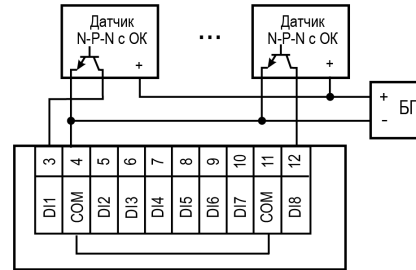 Датчик
N-P-N с ОК
+
...
Датчик
N-P-N с ОК
+
+
БП
-
3 4 5 6 7 8 9 10 11 12
DI1 COM DI2 DI3 DI4 DI5 DI6 DI7 COM DI8